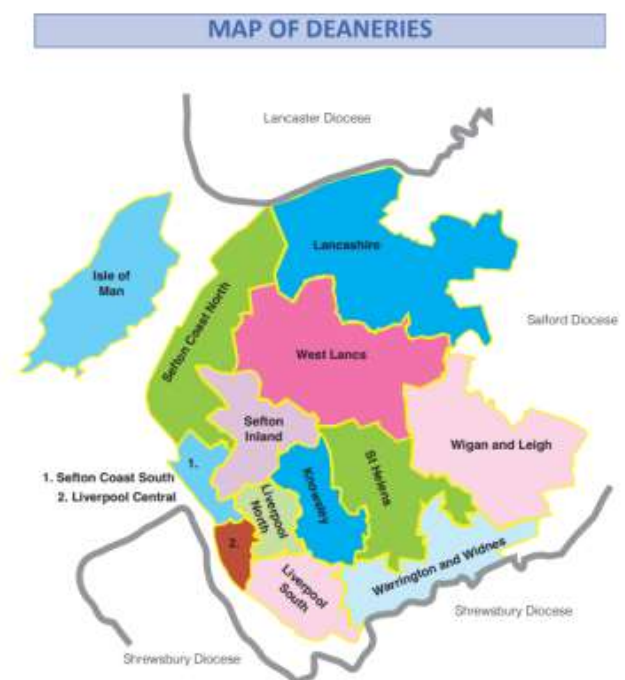 MAP OF DEANERIES
Lancaster Diocese
Lancashire
Isle of
Man
Sefton Coast North
Salford Diocese
West Lancs
Sefton
Inland
Wigan and Leigh
1.
St Helens
1. Sefton Coast South
2. Liverpool Central
Knowsley
Liverpool
North
2.
Warrington and Widnes
Liverpool
South
Shrewsbury Diocese
Shrewsbury Diocese